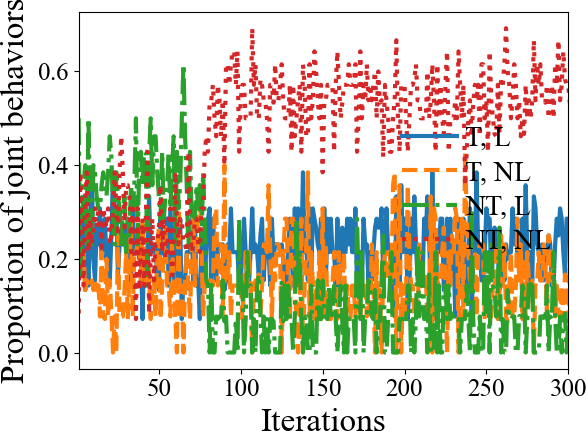 Proportion of joint behaviors
0.6
0.4
0.2
0.0
T, L
T, NL
NT, L
NT, NL
50
100
150
200
250
300
Iterations